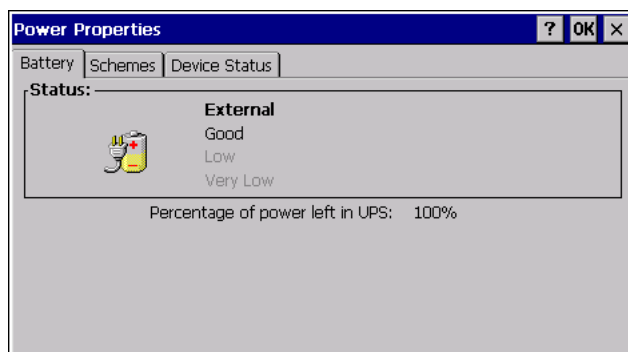 Power Properties ? OK ×
Battery Schemes Device Status
Status:
External
Good
Low
Very Low
Percentage of power left in UPS: 100%